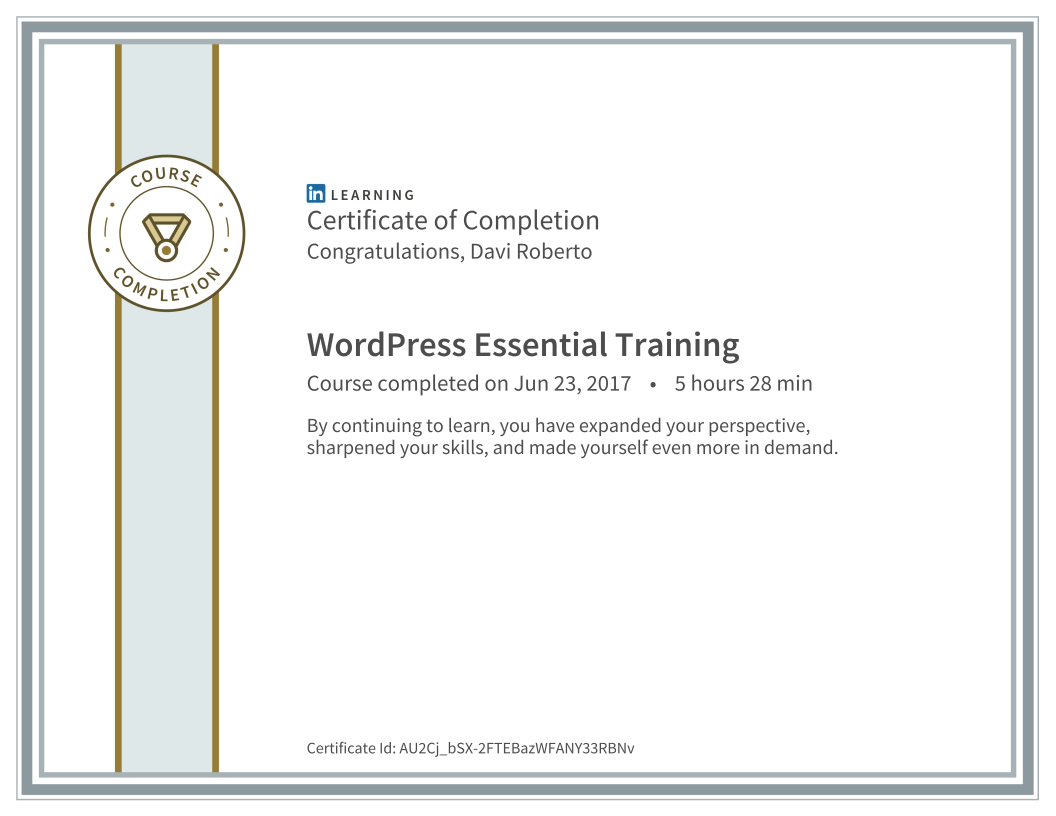 COURSE
COMPLETION
in LEARNING
Certificate of Completion
Congratulations, Davi Roberto
WordPress Essential Training
Course completed on Jun 23, 2017 • 5 hours 28 min
By continuing to learn, you have expanded your perspective,
sharpened your skills, and made yourself even more in demand.
Certificate Id: AU2Cj_bSX-2FTEBazWFANY33RBNv